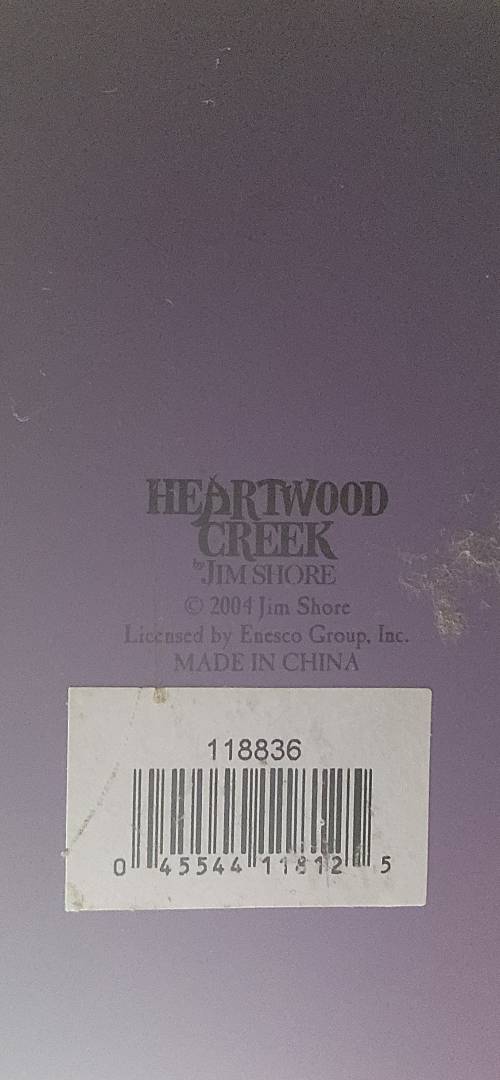 HEARTWOOD
CREEK
by JIM SHORE
© 2004 Jim Shore
Licensed by Enesco Group, Inc.
MADE IN CHINA
118836
0 45544 11812 5